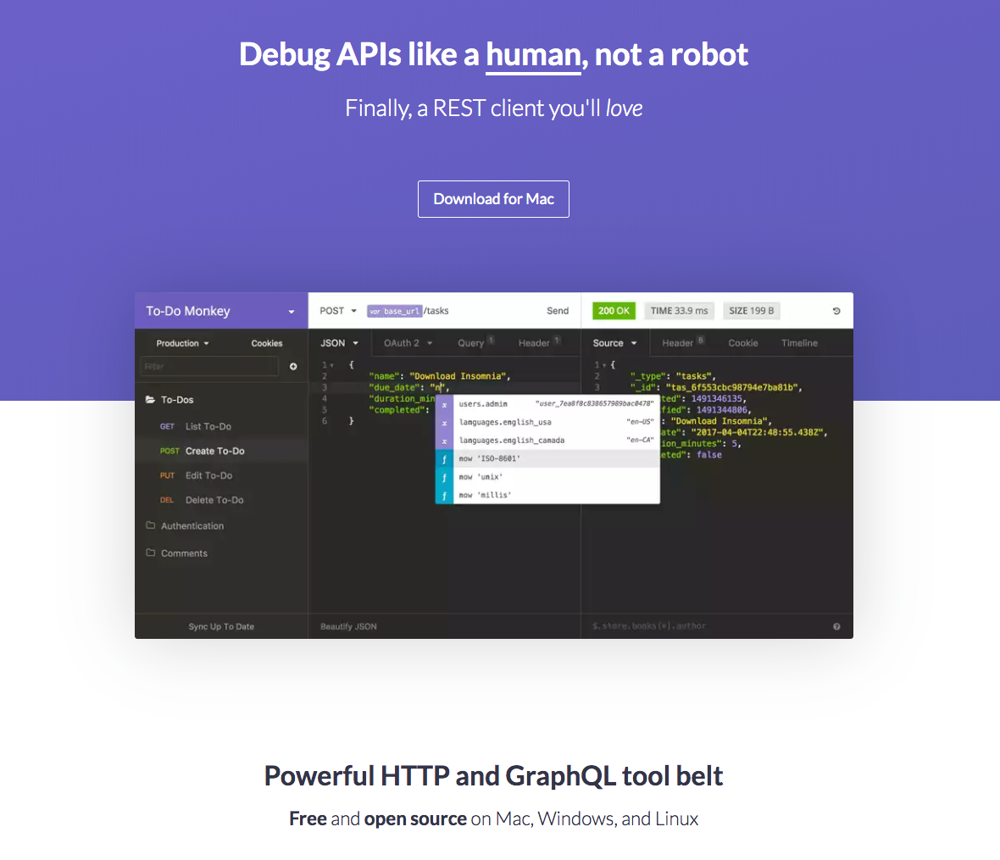 Debug APIs like a human, not a robot
Finally, a REST client you'll love
Download for Mac
To-Do Monkey
POST var base_url/tasks Send
200 OK TIME 33.9 ms SIZE 199 B
Production Cookies
Filter
To-Dos
GET List To-Do
POST Create To-Do
PUT Edit To-Do
DEL Delete To-Do
Authentication
Comments
Sync Up To Date
JSON OAuth 2 Query 1 Header 1
1 {
2 "name": "Download Insomnia",
3 "due_date": "n",
4 "duration_min
5 "completed":
6 }
x users.admin "user_7ea8f8c838657989bac0478"
x languages.english_usa "en-US"
x languages.english_canada "en-CA"
ƒ now 'ISO-8601'
ƒ now 'unix'
ƒ now 'millis'
Beautify JSON
Source Header 6 Cookie Timeline
1 {
2 "_type": "tasks",
3 "_id": "tas_6f553cbc98794e7ba81b",
ted": 1491346135,
fied": 1491344806,
: "Download Insomnia",
ate": "2017-04-04T22:48:55.438Z",
ion_minutes": 5,
eted": false
$.store.books[*].author
Powerful HTTP and GraphQL tool belt
Free and open source on Mac, Windows, and Linux